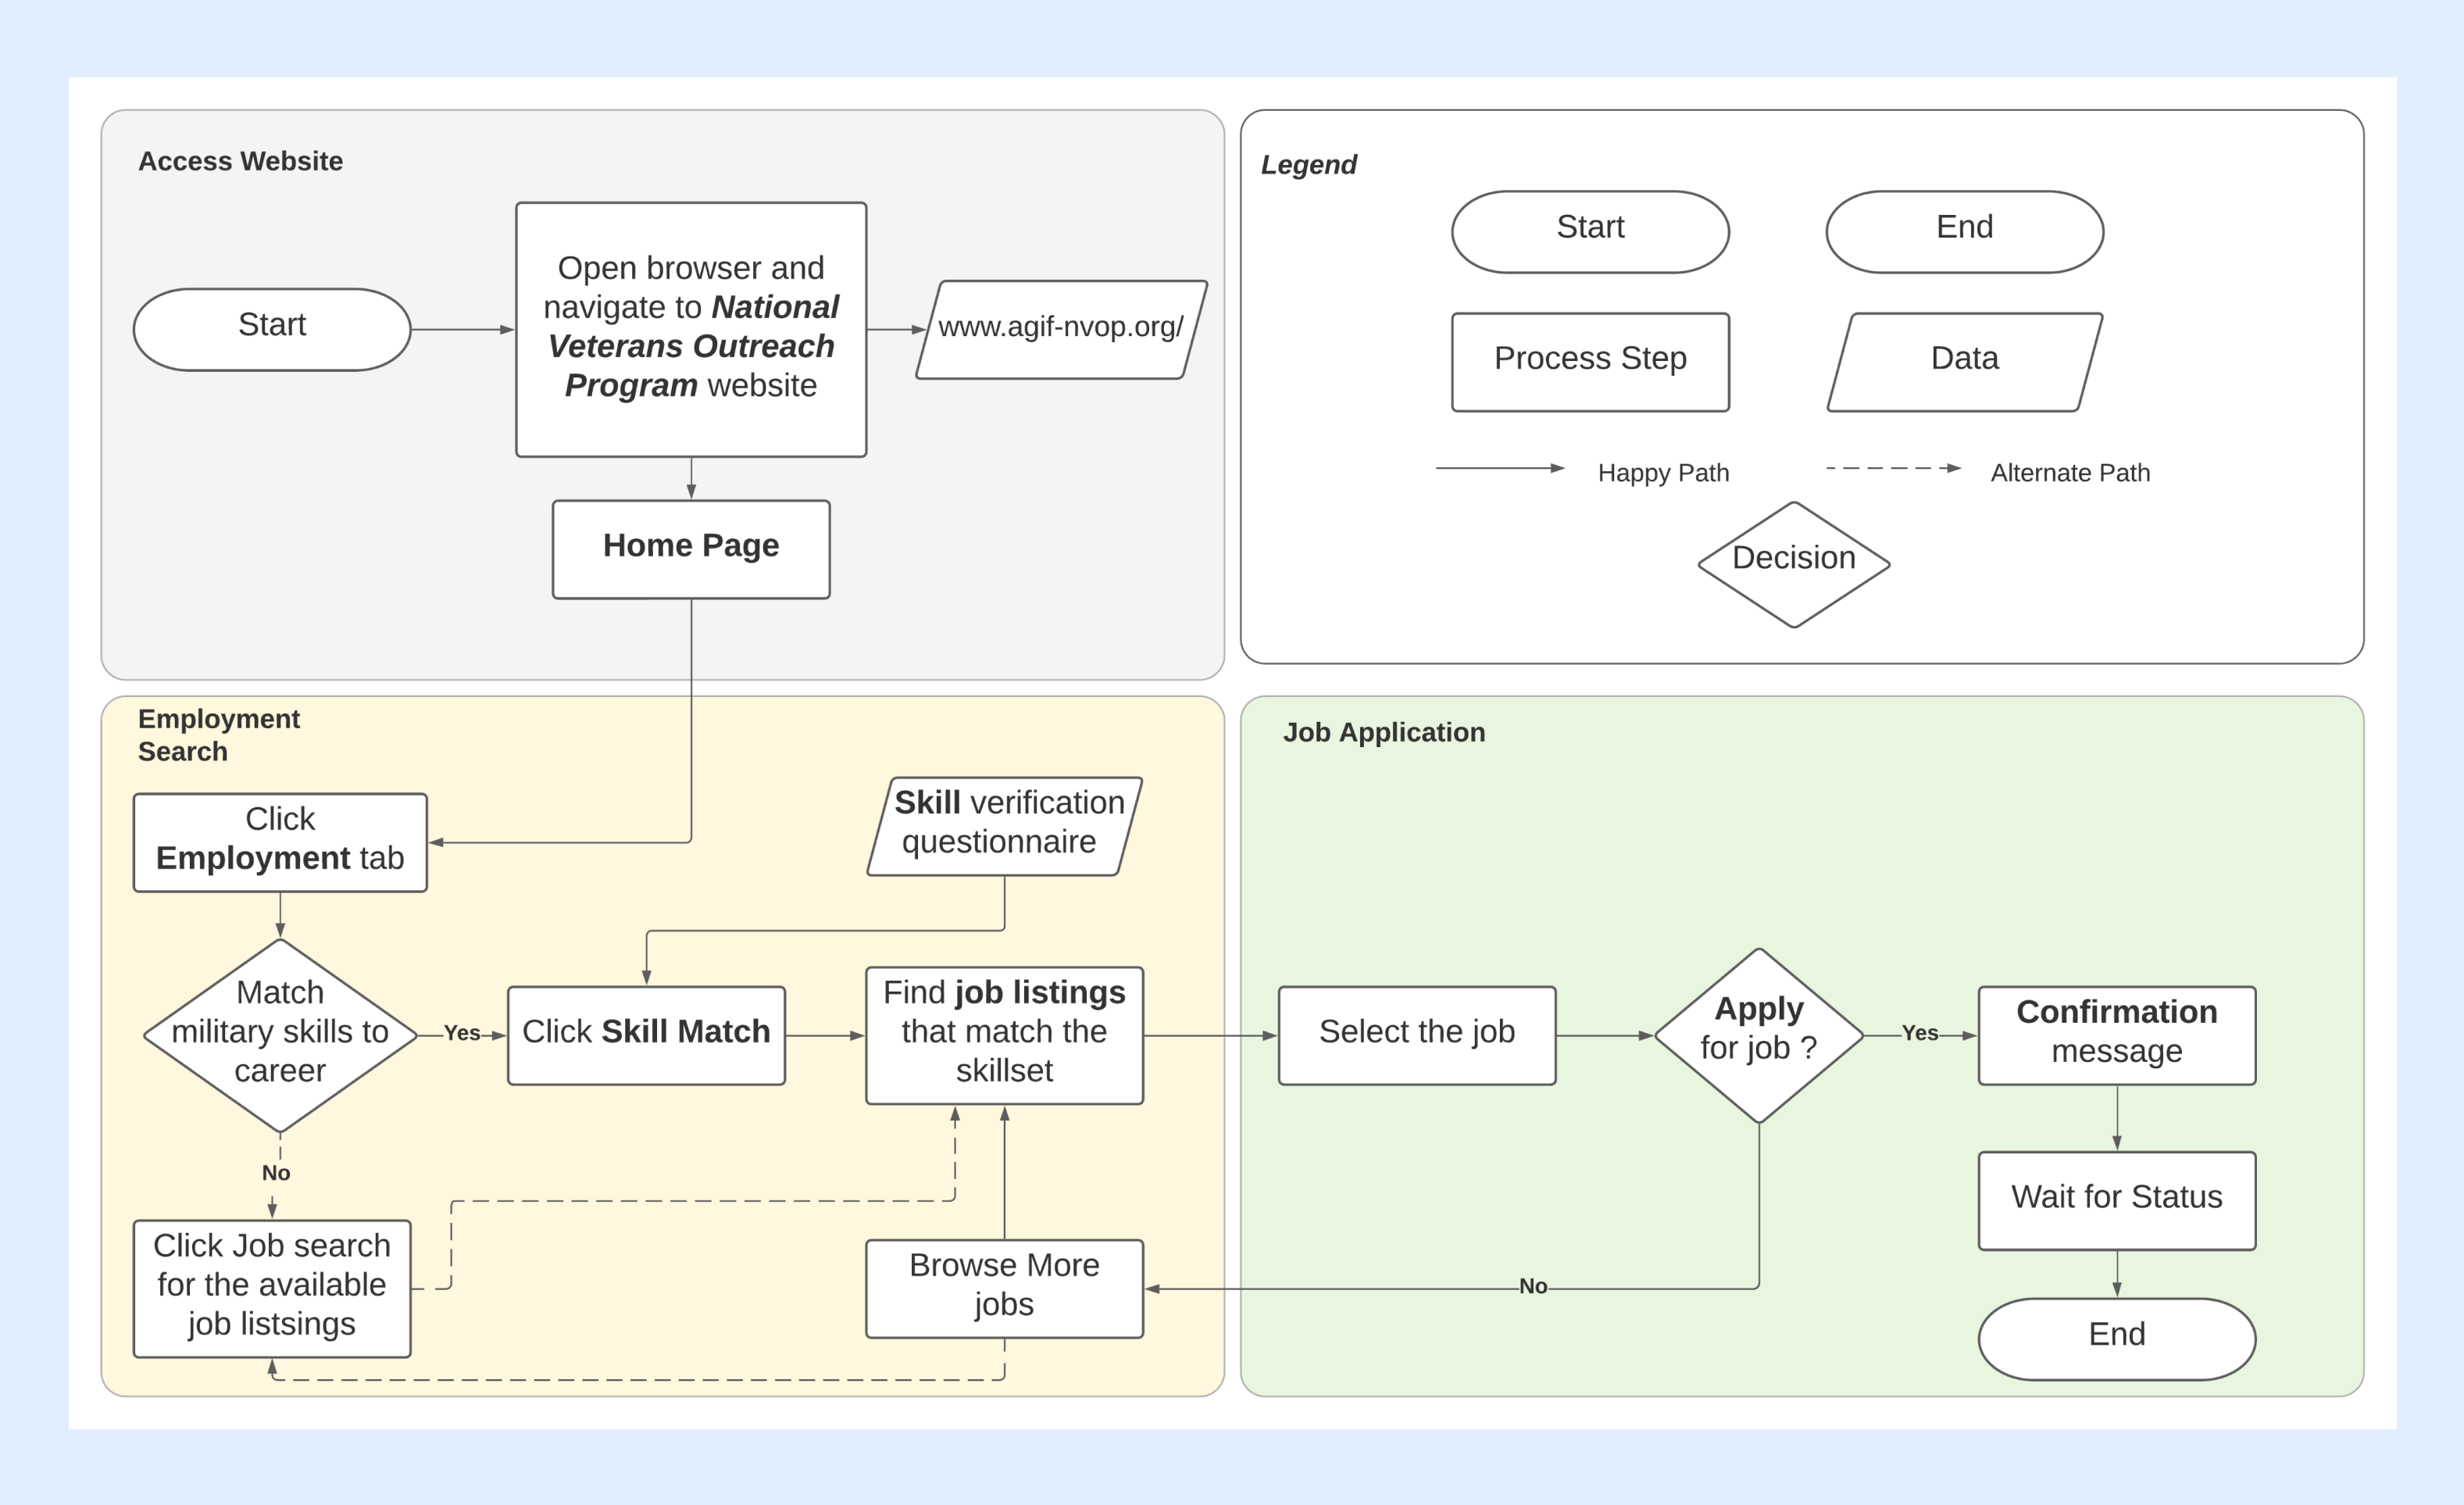 Access Website
Start
Open browser and
navigate to National
Veterans Outreach
Program website
www.agif-nvop.org/
Home Page
Legend
Start
End
Process Step
Data
Happy Path
Alternate Path
Decision
Employment
Search
Click
Employment tab
Skill verification
questionnaire
Match
military skills to
career
Yes
Click Skill Match
Find job listings
that match the
skillset
No
Click Job search
for the available
job listsings
Browse More
jobs
Job Application
Select the job
Apply
for job ?
Yes
Confirmation
message
Wait for Status
No
End